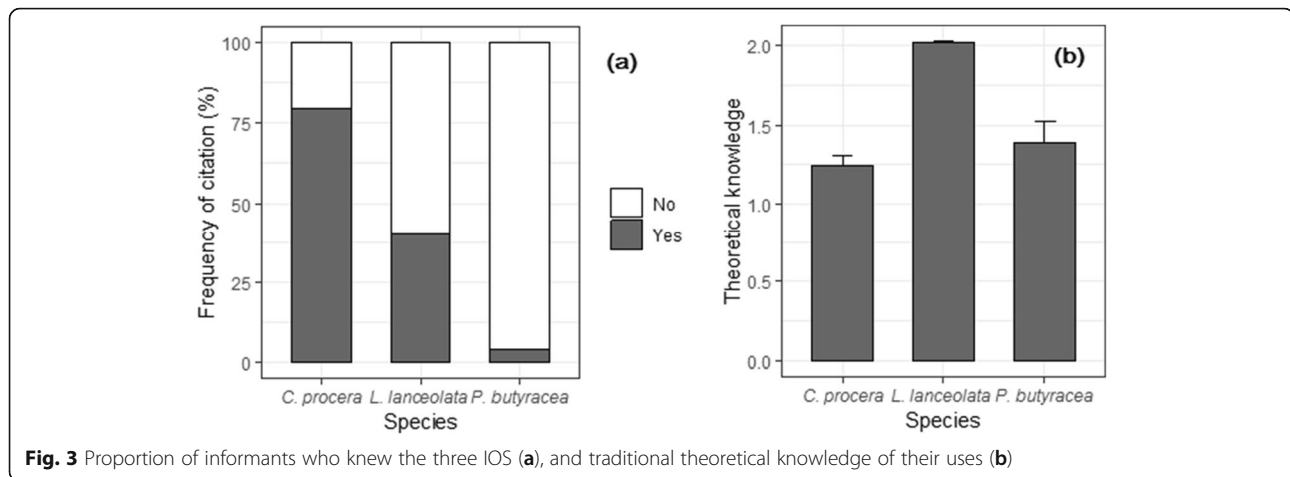 (a)
Frequency of citation (%)
100
75
50
25
0
C. procera L. lanceolata P. butyracea
Species
No
Yes
(b)
Theoretical knowledge
2.0
1.5
1.0
0.5
0.0
C. procera L. lanceolata P. butyracea
Species
Fig. 3 Proportion of informants who knew the three IOS (a), and traditional theoretical knowledge of their uses (b)